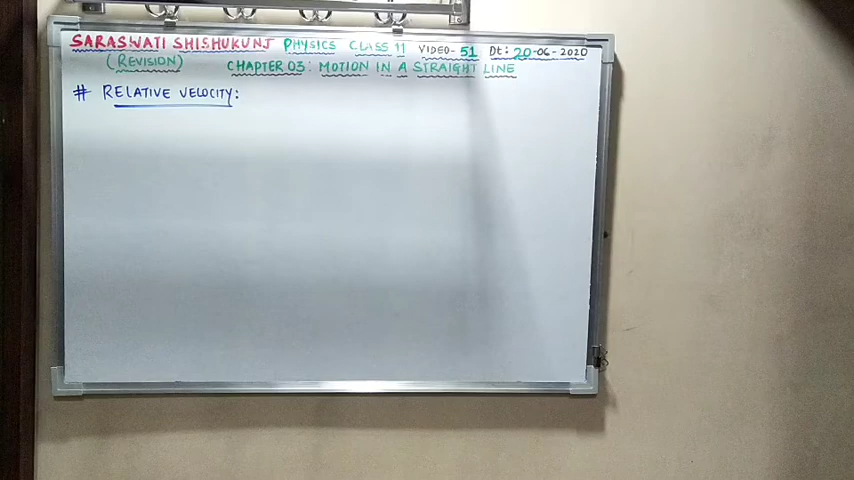 SARASWATI SHISHUKUNJ PHYSICS CLASS 11 VIDEO-51 Dt: 20-06-2020
(REVISION) CHAPTER 03: MOTION IN A STRAIGHT LINE
# RELATIVE VELOCITY: